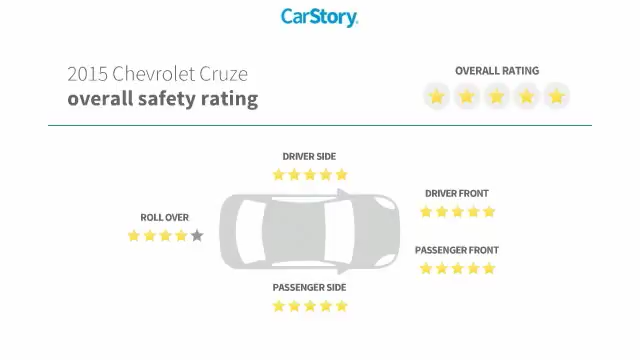 CarStory.
2015 Chevrolet Cruze
overall safety rating
OVERALL RATING
DRIVER SIDE
DRIVER FRONT
ROLL OVER
PASSENGER FRONT
PASSENGER SIDE